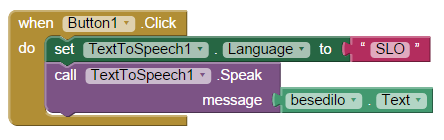 when Button1 .Click
do set TextToSpeech1 . Language to " SLO "
call TextToSpeech1 .Speak
message besedilo . Text